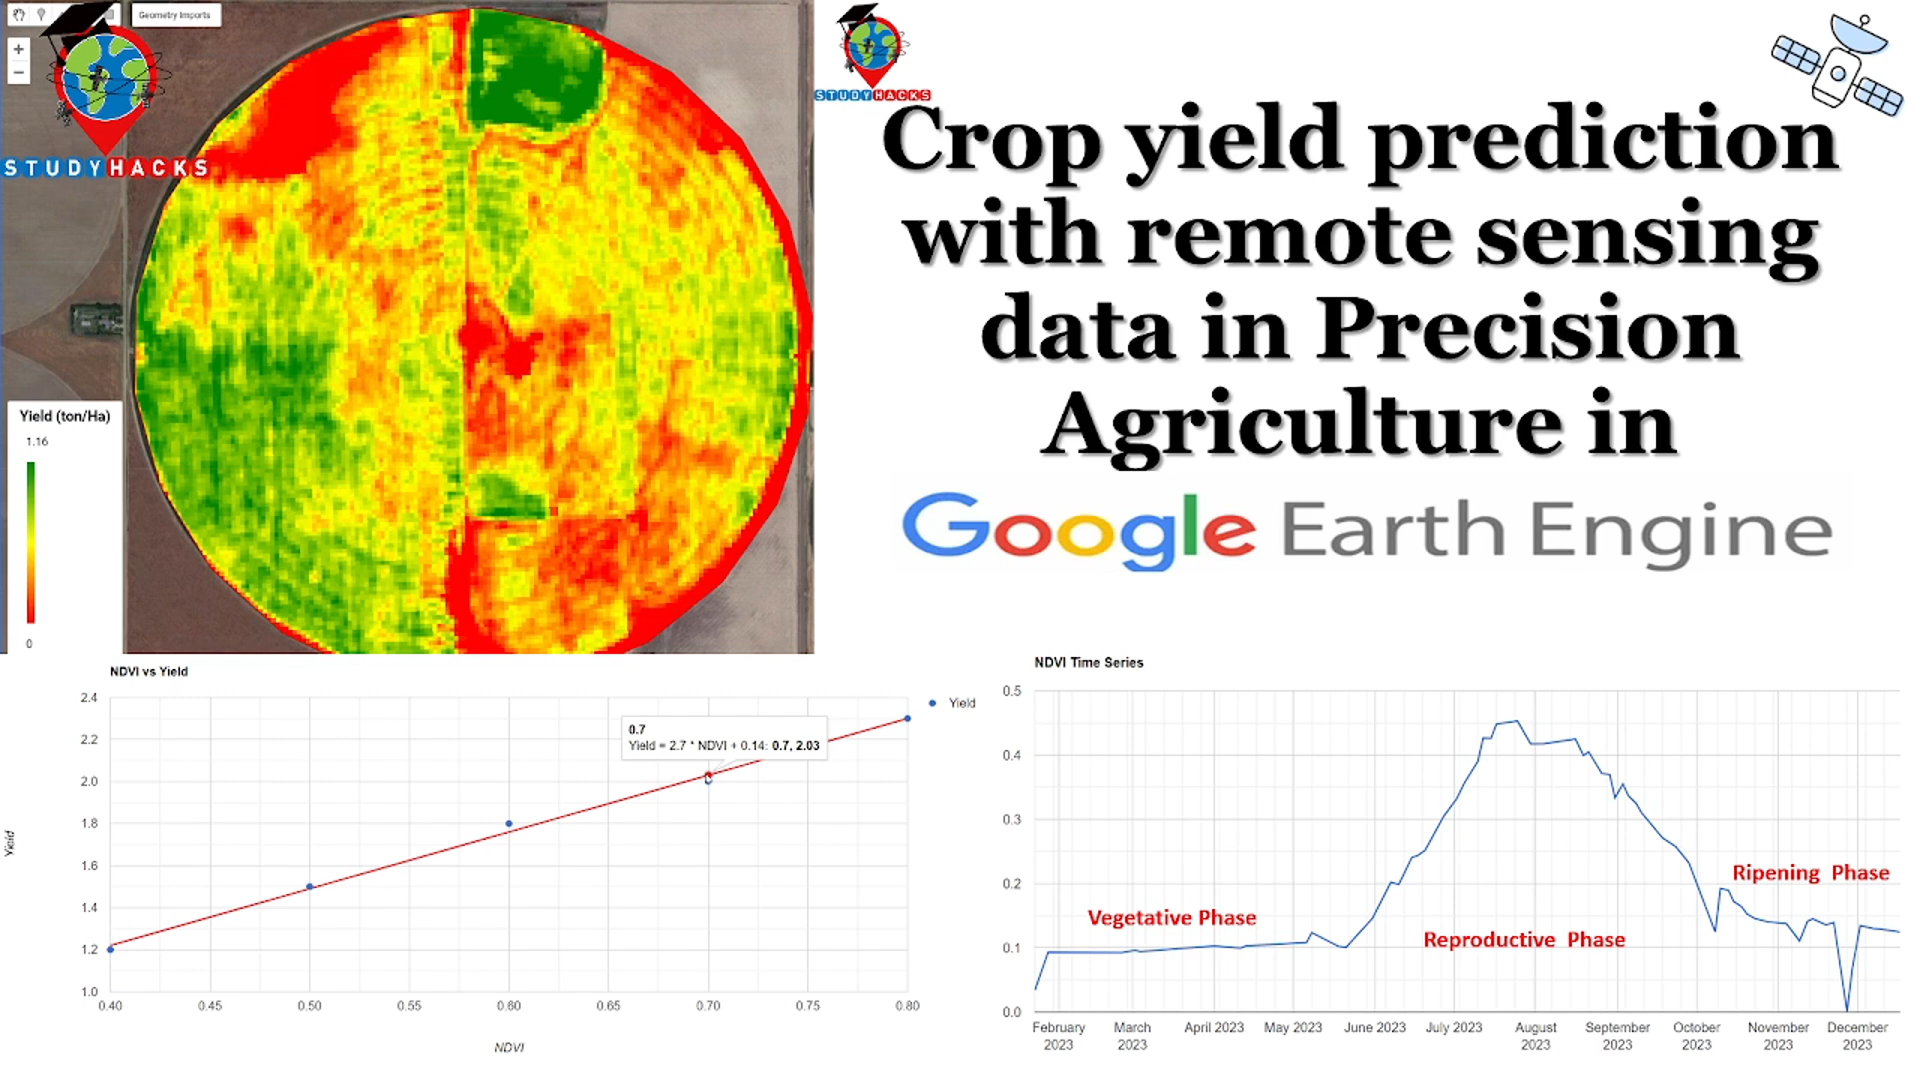 Geometry Imports
+
−
STUDYHACKS
Yield (ton/Ha)
1.16
0
STUDYHACKS
Crop yield prediction
with remote sensing
data in Precision
Agriculture in
Google Earth Engine
NDVI vs Yield
2.4
2.2
2.0
1.8
1.6
1.4
1.2
1.0
Yield
0.40
0.45
0.50
0.55
0.60
0.65
0.70
0.75
0.80
NDVI
Yield
0.7
Yield = 2.7 * NDVI + 0.14: 0.7, 2.03
NDVI Time Series
0.5
0.4
0.3
0.2
0.1
0.0
Vegetative Phase
Reproductive Phase
Ripening Phase
February 2023
March 2023
April 2023
May 2023
June 2023
July 2023
August 2023
September 2023
October 2023
November 2023
December 2023